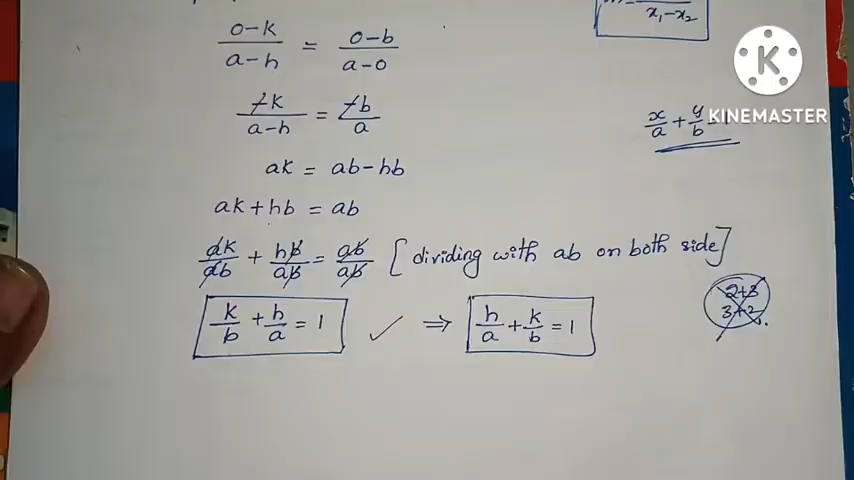 x₁-x₂
0-k/a-h = 0-b/a-0
-k/a-h = -b/a
x/a + y/b
K
KINEMASTER
ak = ab-hb
ak+hb = ab
ak/ab + hb/ab = ab/ab [dividing with ab on both side]
2+3
3+2
k/b + h/a = 1 ✓ ⇒ h/a + k/b = 1